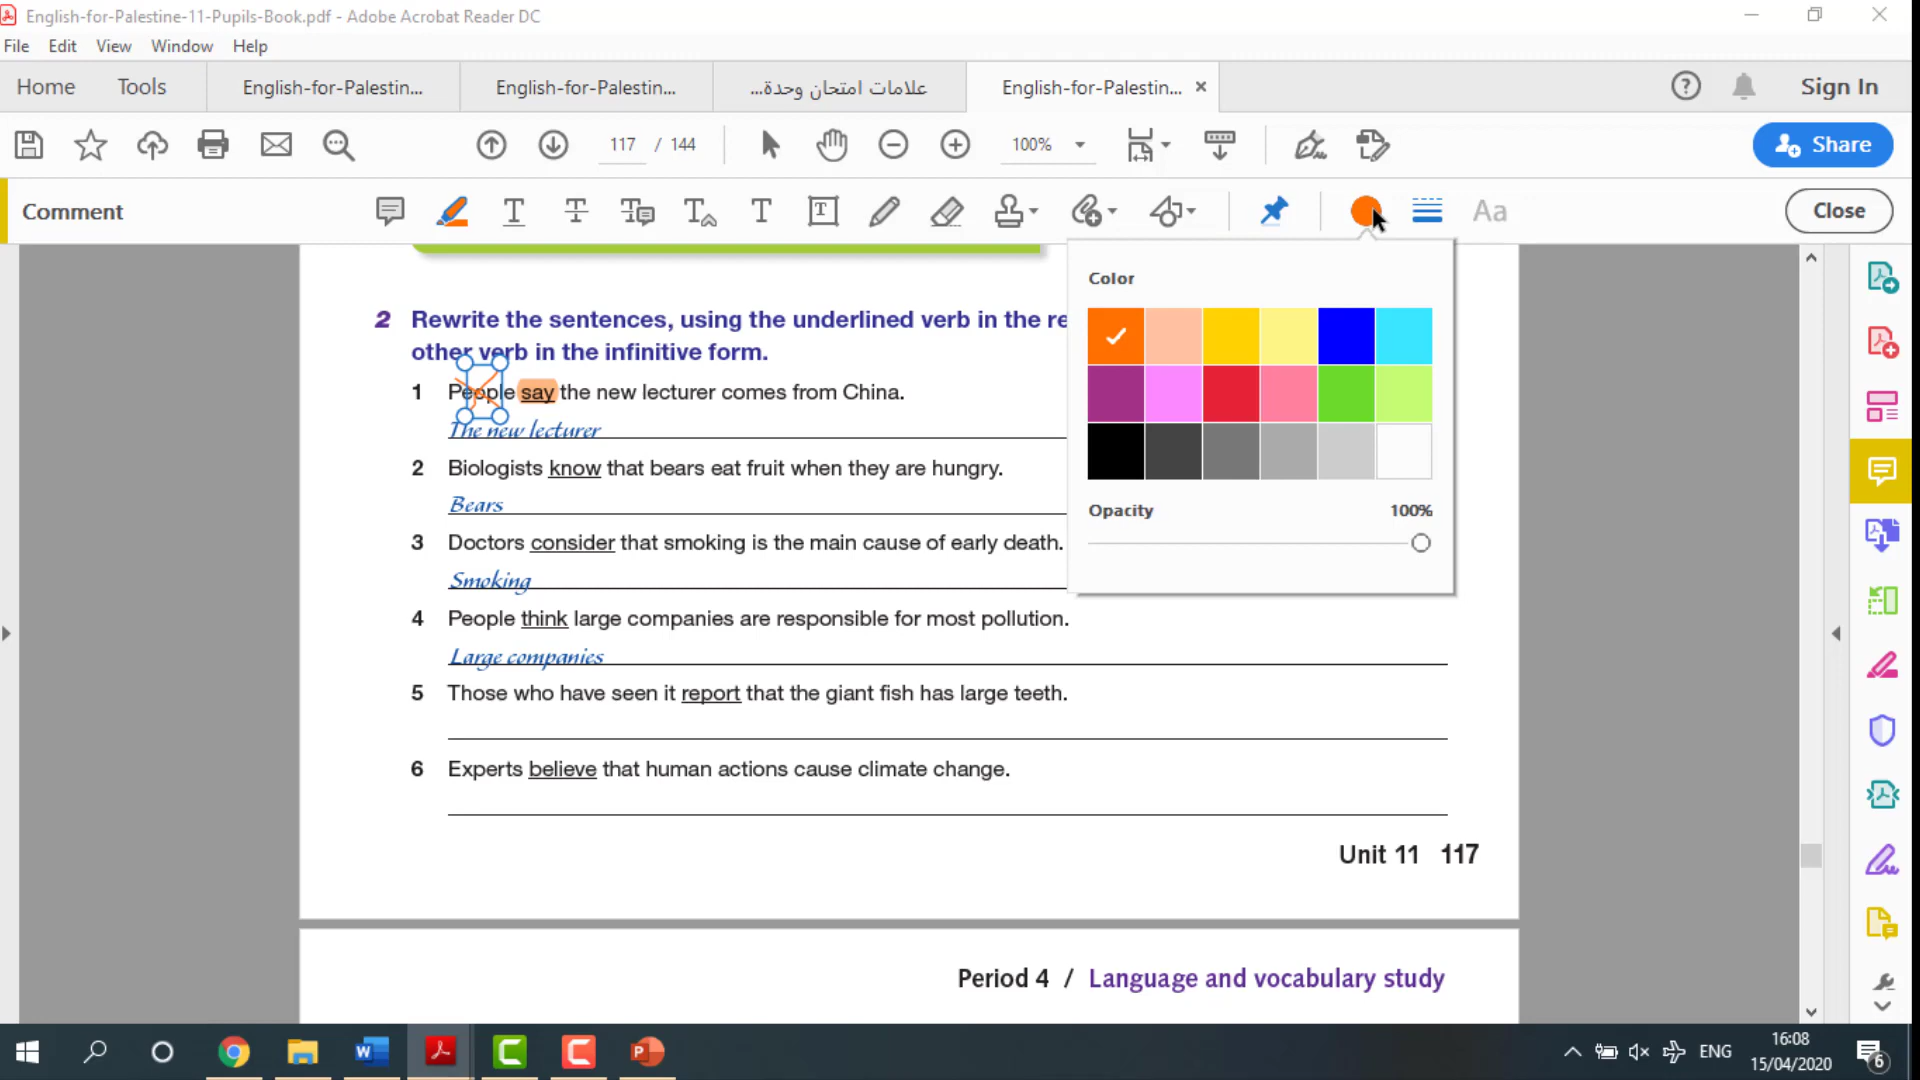 English-for-Palestine-11-Pupils-Book.pdf - Adobe Acrobat Reader DC
File Edit View Window Help
Home Tools English-for-Palestin... English-for-Palestin... علامات امتحان وحدة... English-for-Palestin... × Sign In
117 / 144 100% Share
Comment Aa Close
Color
2 Rewrite the sentences, using the underlined verb in the re
other verb in the infinitive form.
1 People say the new lecturer comes from China.
The new lecturer
2 Biologists know that bears eat fruit when they are hungry.
Bears
Opacity 100%
3 Doctors consider that smoking is the main cause of early death.
Smoking
4 People think large companies are responsible for most pollution.
Large companies
5 Those who have seen it report that the giant fish has large teeth.
6 Experts believe that human actions cause climate change.
Unit 11 117
Period 4 / Language and vocabulary study
ENG
16:08
15/04/2020
6